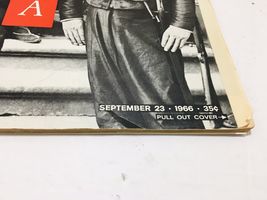 A
SEPTEMBER 23 · 1966 · 35¢
PULL OUT COVER→